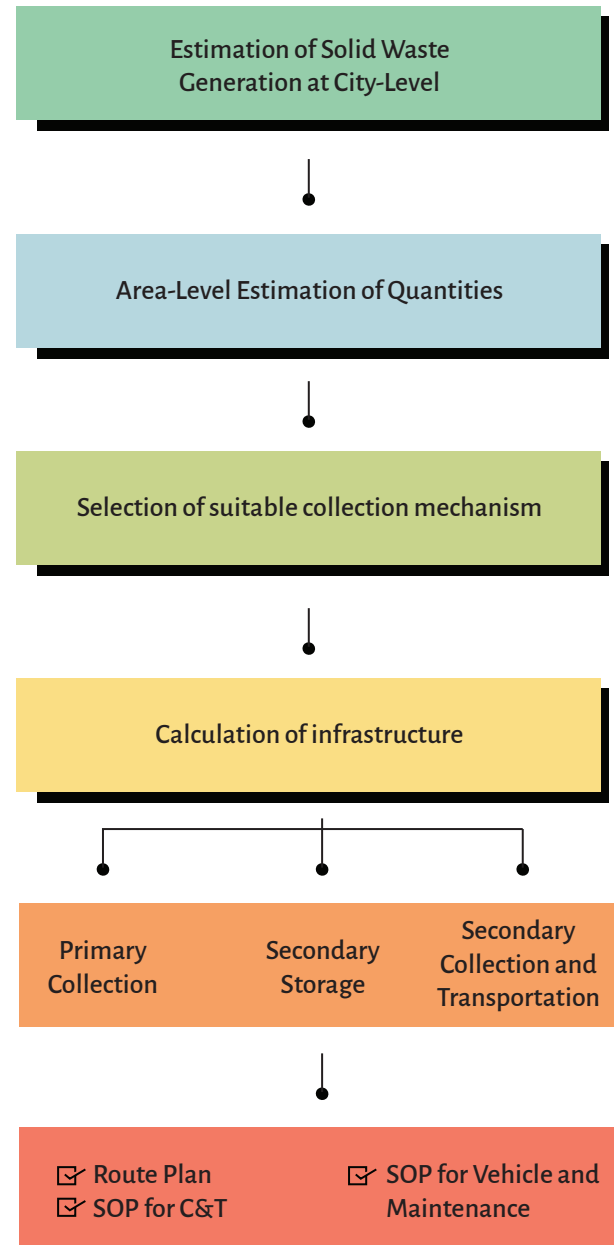 Estimation of Solid Waste
Generation at City-Level
Area-Level Estimation of Quantities
Selection of suitable collection mechanism
Calculation of infrastructure
Primary
Collection
Secondary
Storage
Secondary
Collection and
Transportation
Route Plan
SOP for C&T
SOP for Vehicle and
Maintenance